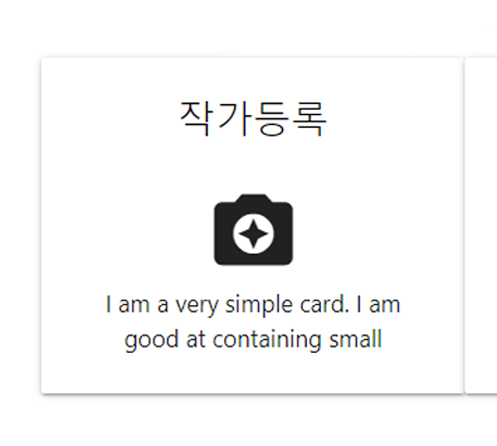 작가등록
I am a very simple card. I am
good at containing small